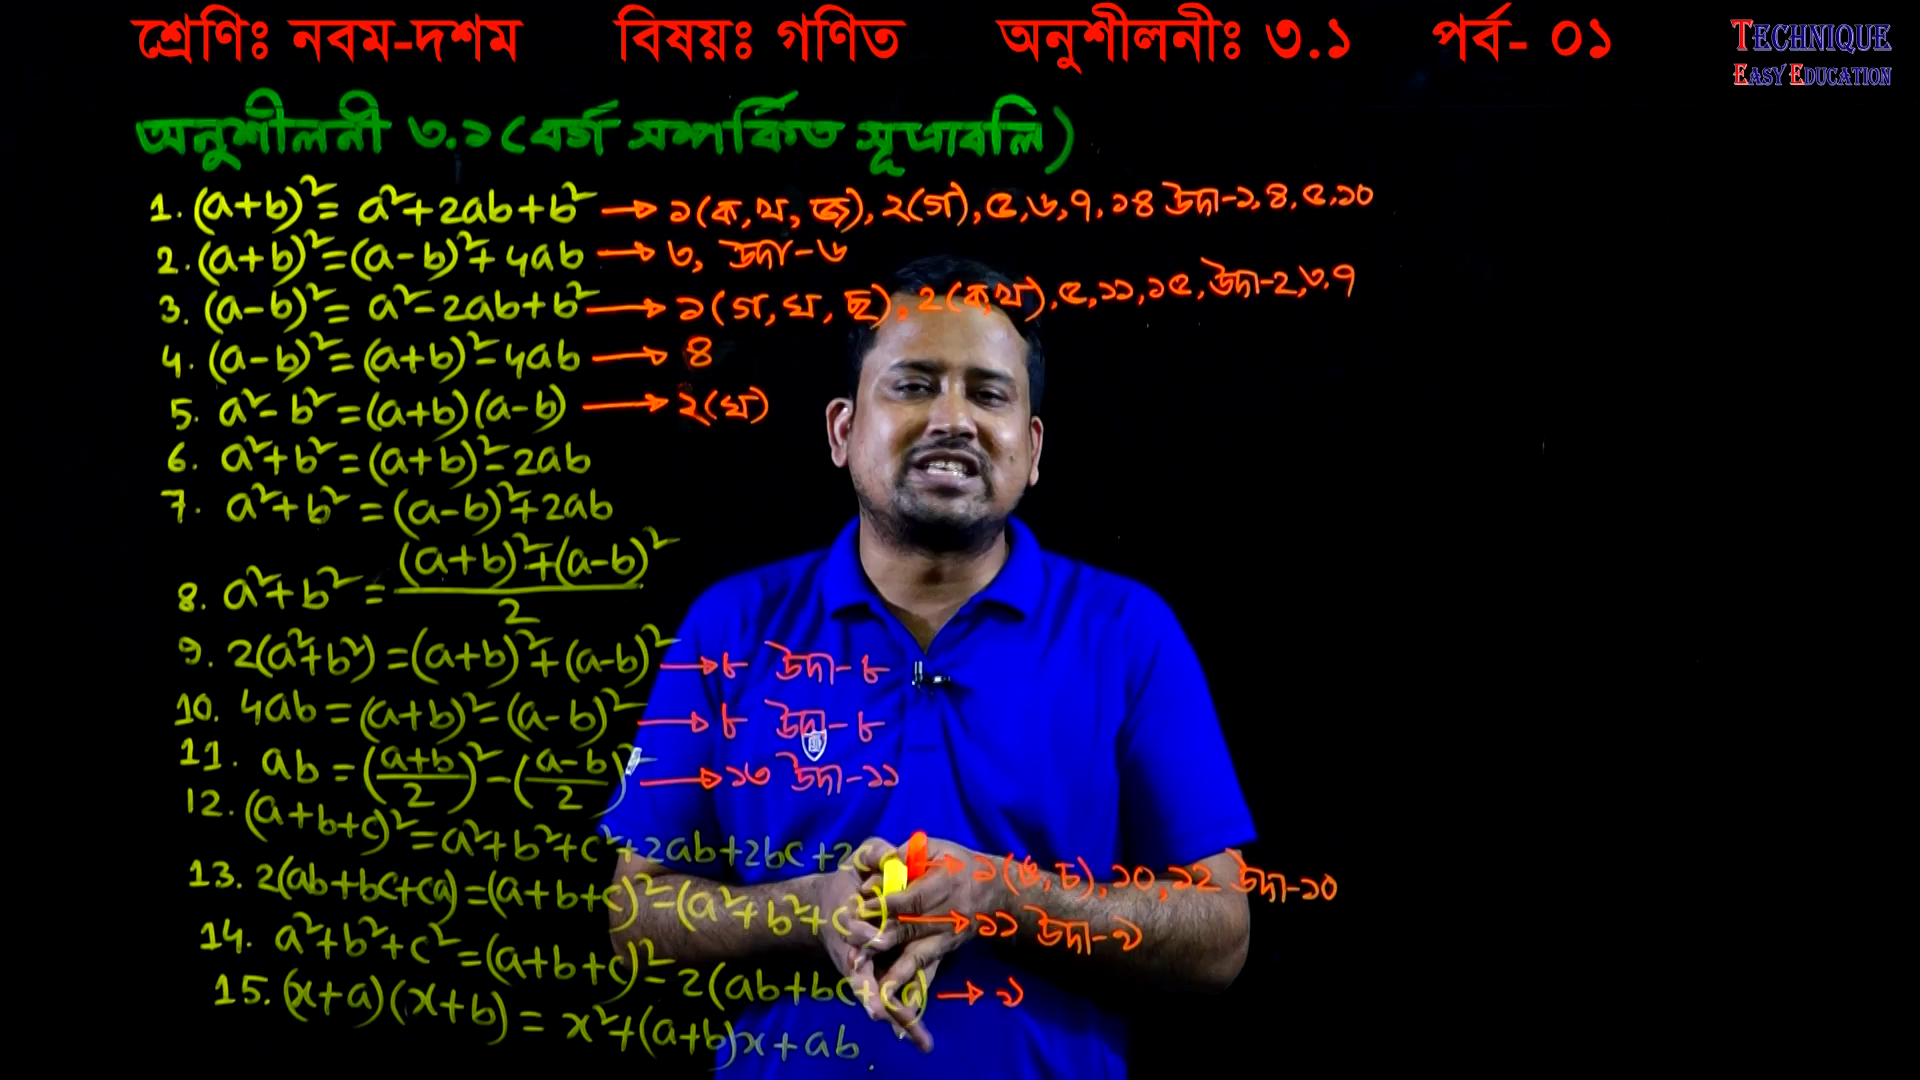 শ্রেণিঃ নবম-দশম বিষয়ঃ গণিত অনুশীলনীঃ ৩.১ পর্ব- ০১
TECHNIQUE
EASY EDUCATION
অনুশীলনী ৩.১ (বর্গ সম্পর্কিত সূত্রাবলি)
1. (a+b)² = a²+2ab+b² → ১(ক,খ,জ), ২(গ), ৫,৬,৭,১৪ উদা-১,৪,৫,১০
2. (a+b)² = (a-b)²+4ab → ৩, উদা-৬
3. (a-b)² = a²-2ab+b² → ১(গ,ঘ,ছ), 2(ক,খ), ৫,১১,১৫, উদা-2,৩,৭
4. (a-b)² = (a+b)²-4ab → 8
5. a²-b² = (a+b)(a-b) → ২(ঘ)
6. a²+b² = (a+b)²-2ab
7. a²+b² = (a-b)²+2ab
8. a²+b² = ((a+b)²+(a-b)²)/2
9. 2(a²+b²) = (a+b)²+(a-b)² → ৮ উদা-৮
10. 4ab = (a+b)²-(a-b)² → ৮ উদা-৮
11. ab = ((a+b)/2)²-((a-b)/2)² → ১৩ উদা-১১
12. (a+b+c)² = a²+b²+c²+2ab+2bc+2c → ১(ঙ,চ), ১০, ১2 উদা-১০
13. 2(ab+bc+ca) = (a+b+c)²-(a²+b²+c²) → ১১ উদা-৯
14. a²+b²+c² = (a+b+c)²-2(ab+bc+ca) → ৯
15. (x+a)(x+b) = x²+(a+b)x+ab